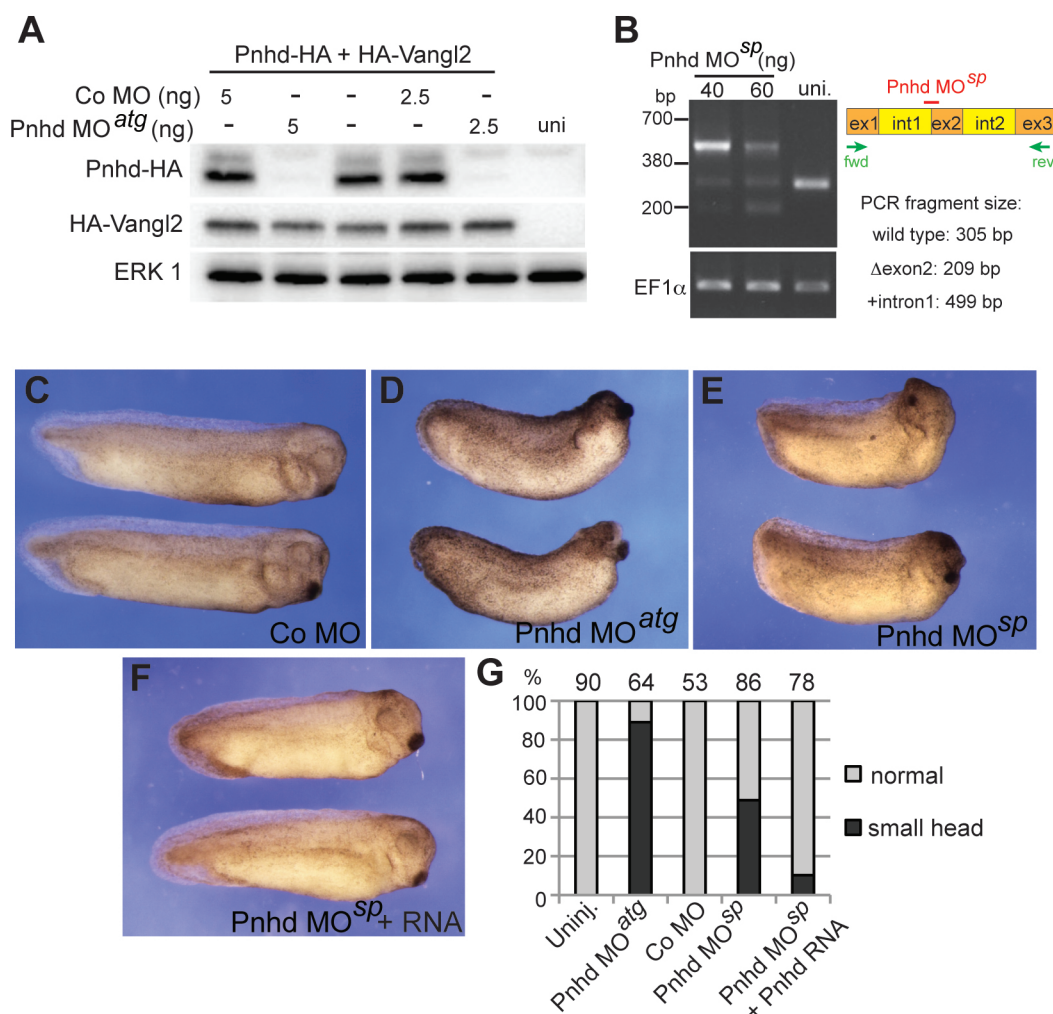 A
Pnhd-HA + HA-Vangl2
Co MO (ng) 5 - - 2.5 -
Pnhd MO^atg (ng) - 5 - - 2.5 uni
Pnhd-HA
HA-Vangl2
ERK 1
B
Pnhd MO^sp (ng)
bp 40 60 uni.
700
380
200
EF1α
Pnhd MO^sp
ex1 int1 ex2 int2 ex3
fwd rev
PCR fragment size:
wild type: 305 bp
Δexon2: 209 bp
+intron1: 499 bp
C
Co MO
D
Pnhd MO^atg
E
Pnhd MO^sp
F
Pnhd MO^sp + RNA
G
% 90 64 53 86 78
100
80
60
40
20
0
Uninj.
Pnhd MO^atg
Co MO
Pnhd MO^sp
Pnhd MO^sp
+ Pnhd RNA
normal
small head